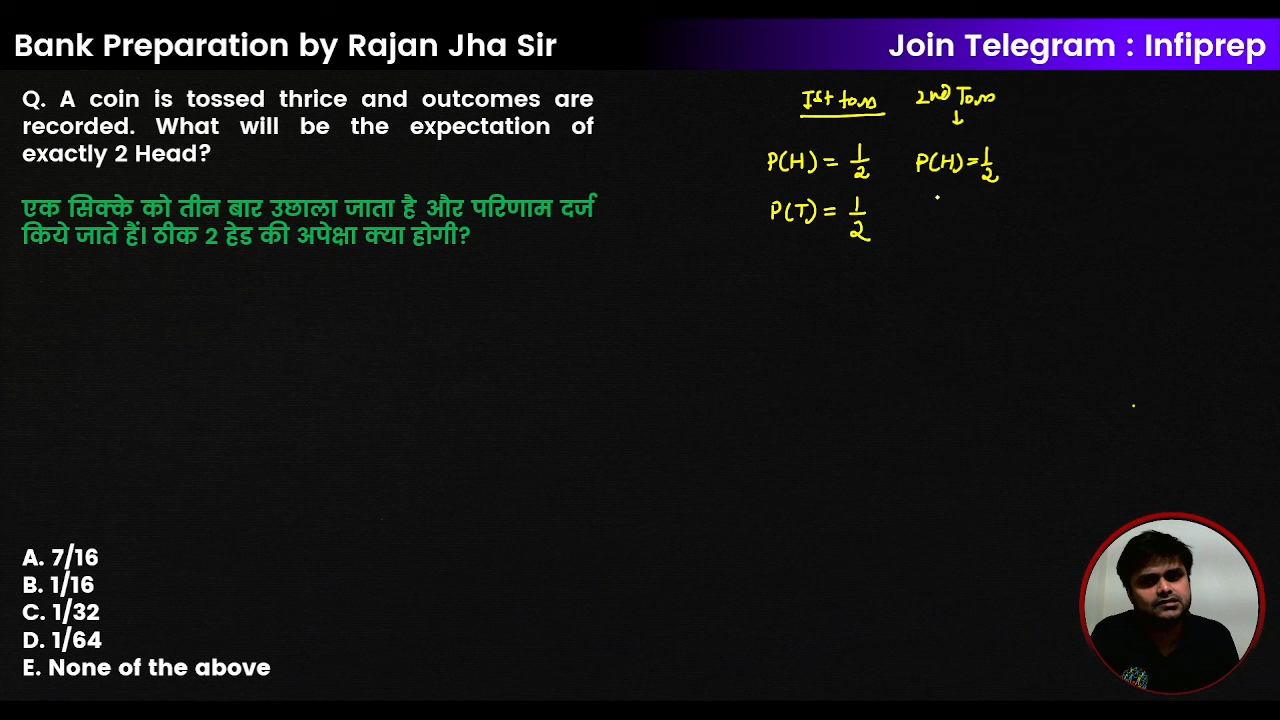 Bank Preparation by Rajan Jha Sir
Join Telegram : Infiprep
Q. A coin is tossed thrice and outcomes are
recorded. What will be the expectation of
exactly 2 Head?
एक सिक्के को तीन बार उछाला जाता है और परिणाम दर्ज
किये जाते हैं। ठीक 2 हेड की अपेक्षा क्या होगी?
Ist toss
2nd Toss
P(H) = 1/2
P(H) = 1/2
P(T) = 1/2
A. 7/16
B. 1/16
C. 1/32
D. 1/64
E. None of the above